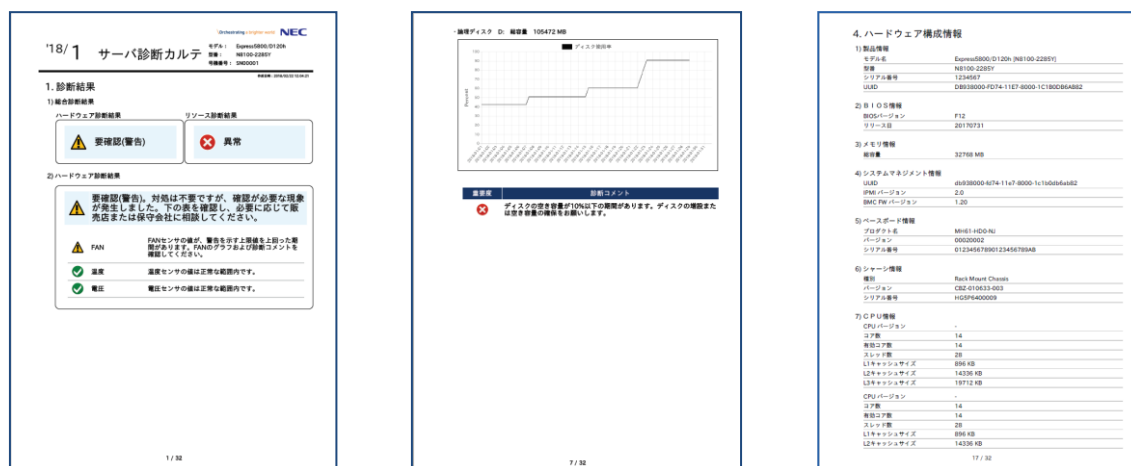 Orchestrating a brighter world NEC
'18/1 サーバ診断カルテ
モデル: Express5800/D120h
型番: N8100-2285Y
号機番号: SN00001
1. 診断結果
1) 総合診断結果
ハードウェア診断結果 リソース診断結果
要確認(警告) 異常
2) ハードウェア診断結果
要確認(警告)。対処は不要ですが、確認が必要な現象
が発生しました。下の表を確認し、必要に応じて販
売店または保守会社に相談してください。
FAN
FANセンサの値が、警告を示す上限値を上回った期
間があります。FANのグラフおよび診断コメントを
確認してください。
温度 温度センサの値は正常な範囲内です。
電圧 電圧センサの値は正常な範囲内です。
1 / 32
- 論理ディスク D: 総容量 105472 MB
ディスク使用率
100
90
80
70
60
50
40
30
20
10
0
重要度 診断コメント
ディスクの空き容量が10%以下の期間があります。ディスクの増設また
は空き容量の確保をお願いします。
7 / 32
4. ハードウェア構成情報
1) 製品情報
モデル名 Express5800/D120h [N8100-2285Y]
型番 N8100-2285Y
シリアル番号 1234567
UUID DB938000-FD74-11E7-8000-1C1B0DB6AB82
2) BIOS情報
BIOSバージョン F12
リリース日 20170731
3) メモリ情報
総容量 32768 MB
4) システムマネジメント情報
UUID db938000-fd74-11e7-8000-1c1b0db6ab82
IPMI バージョン 2.0
BMC FW バージョン 1.20
5) ベースボード情報
プロダクト名 MH61-HD0-NJ
バージョン 00020002
シリアル番号 01234567890123456789AB
6) シャーシ情報
種別 Rack Mount Chassis
バージョン CBZ-010633-003
シリアル番号 HG5P6400009
7) CPU情報
CPU バージョン -
コア数 14
有効コア数 14
スレッド数 28
L1キャッシュサイズ 896 KB
L2キャッシュサイズ 14336 KB
L3キャッシュサイズ 19712 KB
CPU バージョン -
コア数 14
有効コア数 14
スレッド数 28
L1キャッシュサイズ 896 KB
L2キャッシュサイズ 14336 KB
17 / 32